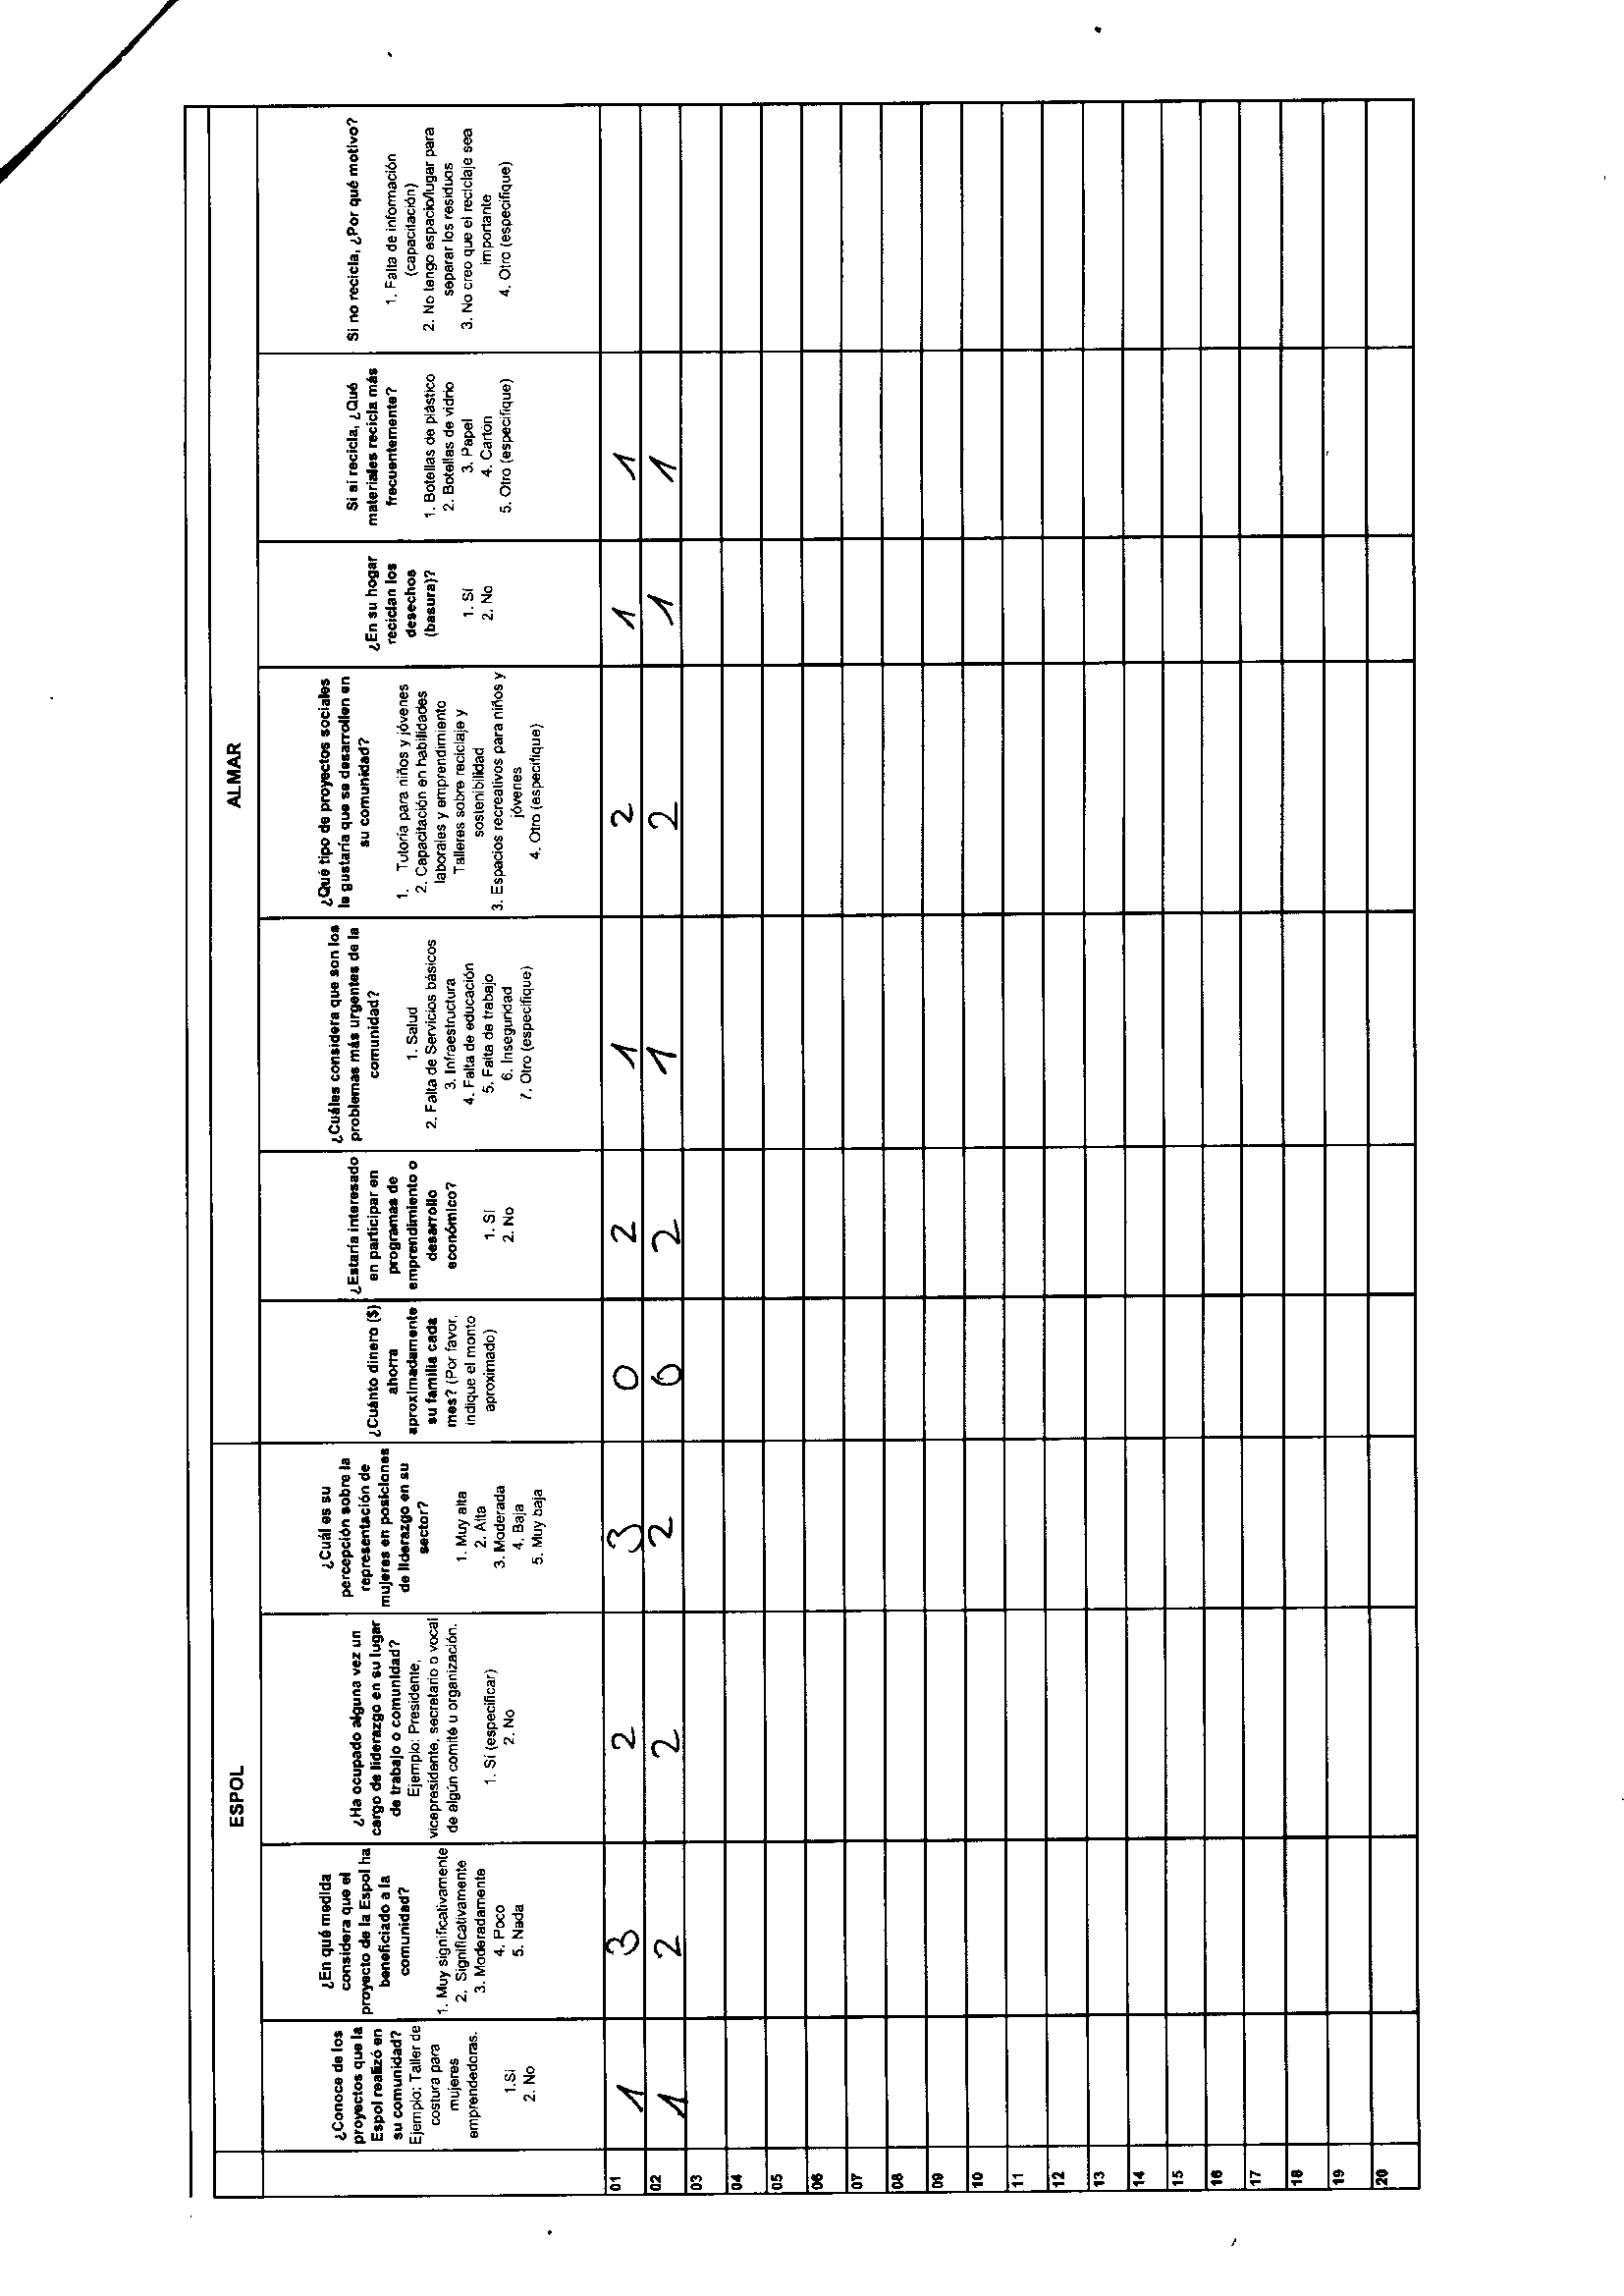 ESPOL
ALMAR
¿Conoce de los
proyectos que la
Espol realizó en
su comunidad?
Ejemplo: Taller de
costura para
mujeres
emprendedoras.
1.Si
2. No
¿En qué medida
considera que el
proyecto de la Espol ha
beneficiado a la
comunidad?
1. Muy significativamente
2. Significativamente
3. Moderadamente
4. Poco
5. Nada
¿Ha ocupado alguna vez un
cargo de liderazgo en su lugar
de trabajo o comunidad?
Ejemplo: Presidente,
vicepresidente, secretario o vocal
de algún comité u organización.
1. Sí (especificar)
2. No
¿Cuál es su
percepción sobre la
representación de
mujeres en posiciones
de liderazgo en su
sector?
1. Muy alta
2. Alta
3. Moderada
4. Baja
5. Muy baja
¿Cuánto dinero ($)
ahorra
aproximadamente
su familia cada
mes? (Por favor,
indique el monto
aproximado)
¿Estaría interesado
en participar en
programas de
emprendimiento o
desarrollo
económico?
1. Sí
2. No
¿Cuáles considera que son los
problemas más urgentes de la
comunidad?
1. Salud
2. Falta de Servicios básicos
3. Infraestructura
4. Falta de educación
5. Falta de trabajo
6. Inseguridad
7. Otro (especifique)
¿Qué tipo de proyectos sociales
le gustaría que se desarrollen en
su comunidad?
1. Tutoría para niños y jóvenes
2. Capacitación en habilidades
laborales y emprendimiento
Talleres sobre reciclaje y
sostenibilidad
3. Espacios recreativos para niños y
jóvenes
4. Otro (especifique)
¿En su hogar
reciclan los
desechos
(basura)?
1. Sí
2. No
Si sí recicla, ¿Qué
materiales recicla más
frecuentemente?
1. Botellas de plástico
2. Botellas de vidrio
3. Papel
4. Cartón
5. Otro (especifique)
Si no recicla, ¿Por qué motivo?
1. Falta de información
(capacitación)
2. No tengo espacio/lugar para
separar los residuos
3. No creo que el reciclaje sea
importante
4. Otro (especifique)
01 1 3 2 3 0 2 1 2 1 1
02 1 2 2 2 0 2 1 2 1 1
03
04
05
06
07
08
09
10
11
12
13
14
15
16
17
18
19
20